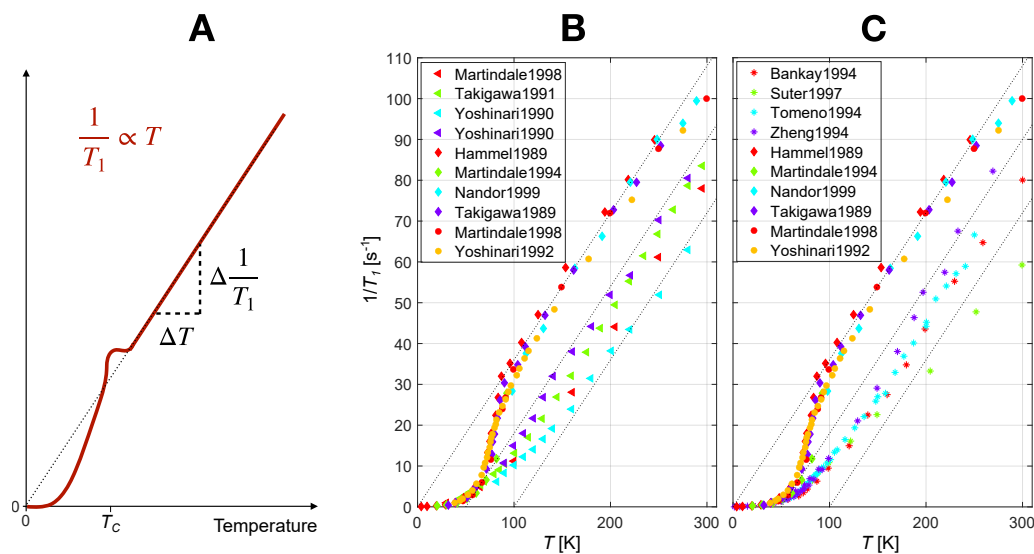 A
1/T₁ ∝ T
Δ 1/T₁
ΔT
0
0
T_C
Temperature
B
1/T₁ [s⁻¹]
110
100
90
80
70
60
50
40
30
20
10
0
Martindale1998
Takigawa1991
Yoshinari1990
Yoshinari1990
Hammel1989
Martindale1994
Nandor1999
Takigawa1989
Martindale1998
Yoshinari1992
0
100
200
300
T [K]
C
Bankay1994
Suter1997
Tomeno1994
Zheng1994
Hammel1989
Martindale1994
Nandor1999
Takigawa1989
Martindale1998
Yoshinari1992
0
100
200
300
T [K]